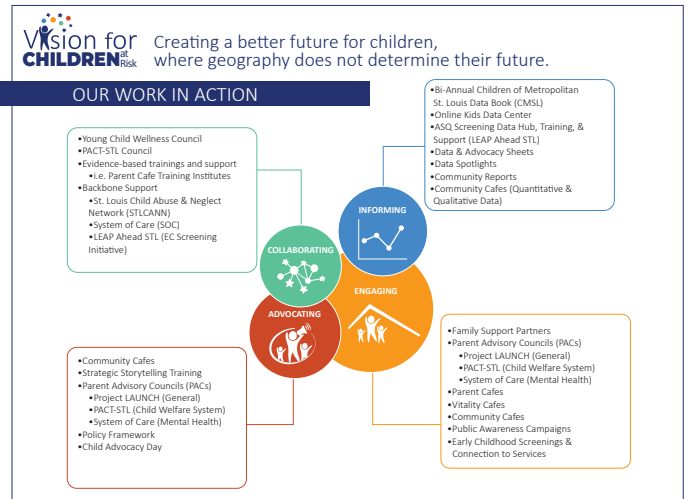 Vision for
CHILDREN at Risk
Creating a better future for children,
where geography does not determine their future.
OUR WORK IN ACTION
•Young Child Wellness Council
•PACT-STL Council
•Evidence-based trainings and support
•i.e. Parent Cafe Training Institutes
•Backbone Support
•St. Louis Child Abuse & Neglect
Network (STLCANN)
•System of Care (SOC)
•LEAP Ahead STL (EC Screening
Initiative)
•Bi-Annual Children of Metropolitan
St. Louis Data Book (CMSL)
•Online Kids Data Center
•ASQ Screening Data Hub, Training, &
Support (LEAP Ahead STL)
•Data & Advocacy Sheets
•Data Spotlights
•Community Reports
•Community Cafes (Quantitative &
Qualitative Data)
INFORMING
COLLABORATING
ENGAGING
ADVOCATING
•Community Cafes
•Strategic Storytelling Training
•Parent Advisory Councils (PACs)
•Project LAUNCH (General)
•PACT-STL (Child Welfare System)
•System of Care (Mental Health)
•Policy Framework
•Child Advocacy Day
•Family Support Partners
•Parent Advisory Councils (PACs)
•Project LAUNCH (General)
•PACT-STL (Child Welfare System)
•System of Care (Mental Health)
•Parent Cafes
•Vitality Cafes
•Community Cafes
•Public Awareness Campaigns
•Early Childhood Screenings &
Connection to Services